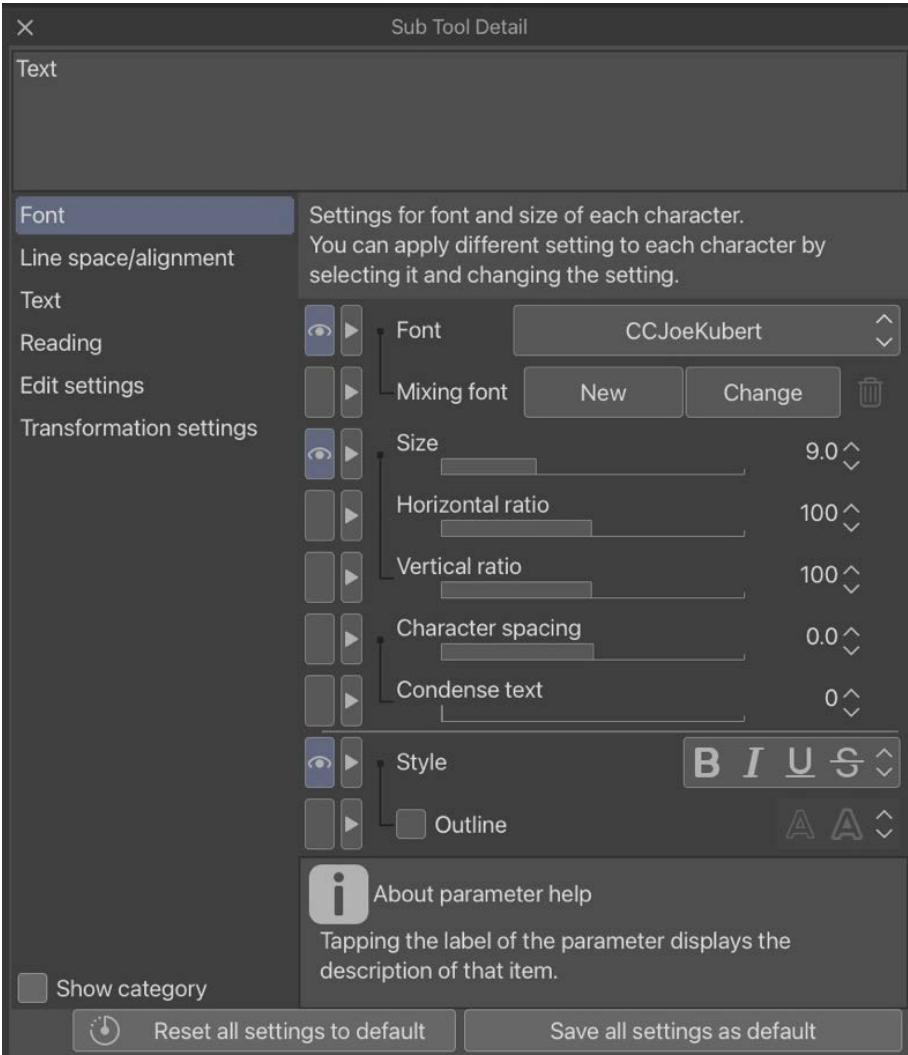 Sub Tool Detail
Text
Font
Line space/alignment
Text
Reading
Edit settings
Transformation settings
Settings for font and size of each character.
You can apply different setting to each character by
selecting it and changing the setting.
Font CCJoeKubert
Mixing font New Change
Size 9.0
Horizontal ratio 100
Vertical ratio 100
Character spacing 0.0
Condense text 0
Style B I U S
Outline A A
i About parameter help
Tapping the label of the parameter displays the
description of that item.
Show category
Reset all settings to default Save all settings as default